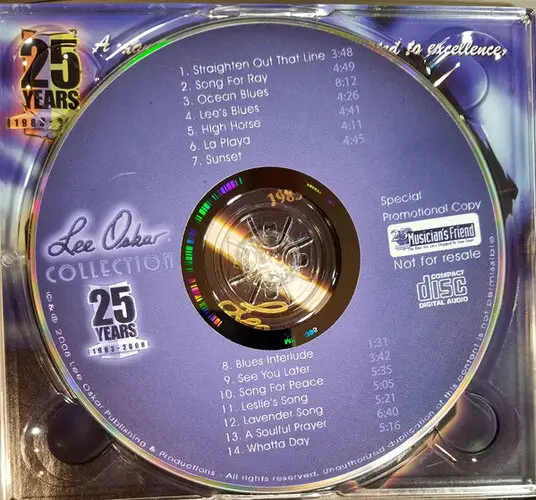 A
to excellence.
25
YEARS
1. Straighten Out That Line 3:48
2. Song For Ray 4:49
3. Ocean Blues 8:12
4. Lee's Blues 4:26
5. High Horse 4:41
6. La Playa 4:11
7. Sunset 4:45
1983
Lee Oskar
COLLECTION
25
YEARS
1983-2008
Special
Promotional Copy
Musician's Friend
Not for resale
COMPACT
disc
DIGITAL AUDIO
Lee
8. Blues Interlude 1:31
9. See You Later 3:42
10. Song For Peace 5:35
11. Leslie's Song 5:05
12. Lavender Song 5:21
13. A Soulful Prayer 6:40
14. Whatta Day 5:16
© & ℗ 2008 Lee Oskar Publishing & Productions - All rights reserved. Unauthorized duplication of this content is not permissible.